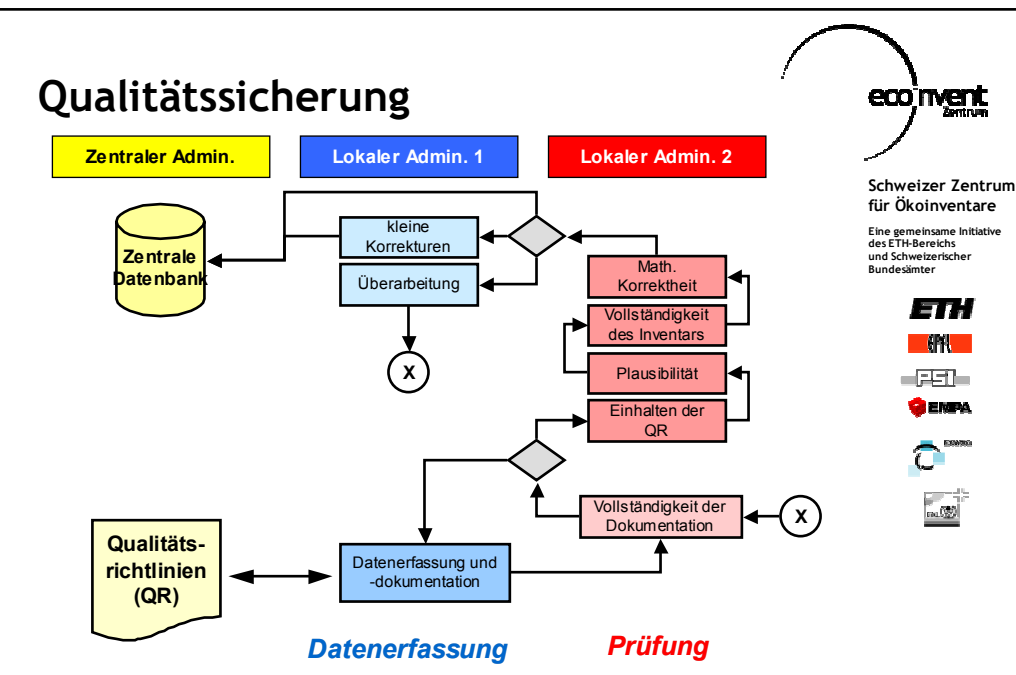 Qualitätssicherung
ecoinvent
Zentrum
Zentraler Admin.
Lokaler Admin. 1
Lokaler Admin. 2
Schweizer Zentrum
für Ökoinventare
Eine gemeinsame Initiative
des ETH-Bereichs
und Schweizerischer
Bundesämter
kleine
Korrekturen
Zentrale
Datenbank
Überarbeitung
Math.
Korrektheit
Vollständigkeit
des Inventars
X
Plausibilität
Einhalten der
QR
Vollständigkeit der
Dokumentation
X
Qualitäts-
richtlinien
(QR)
Datenerfassung und
-dokumentation
Datenerfassung
Prüfung
ETH
PSI
EMPA